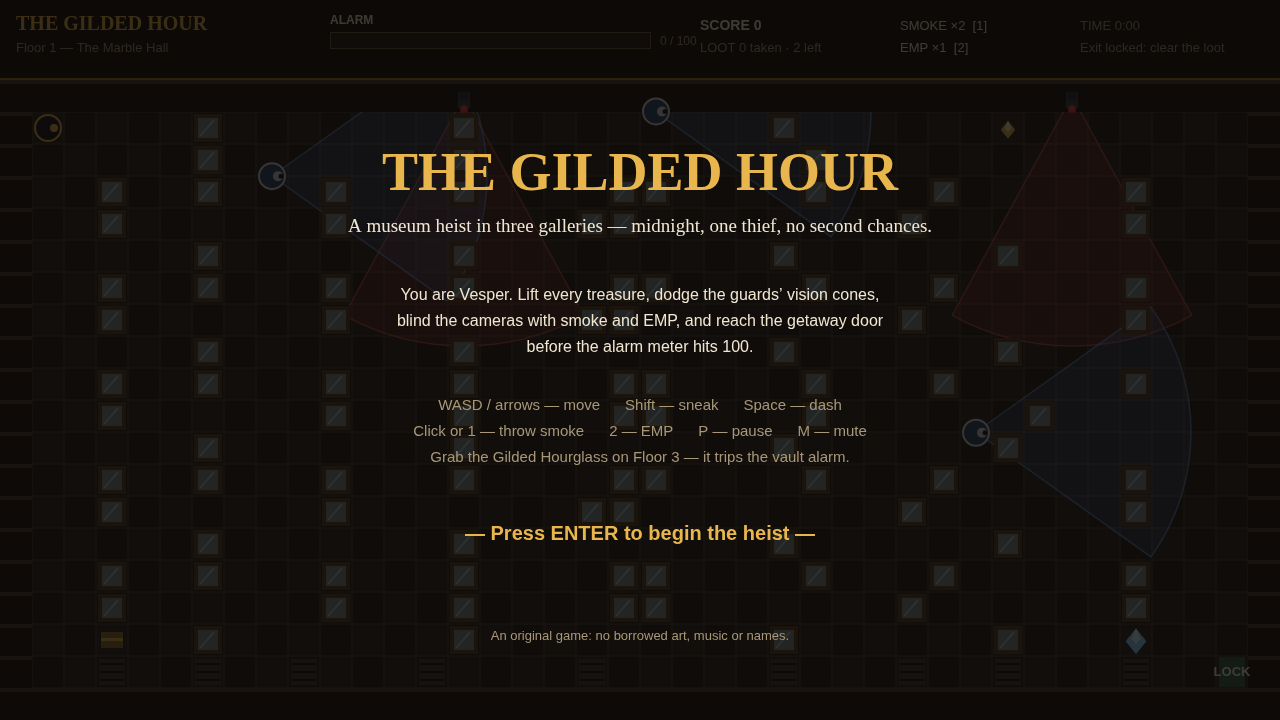 THE GILDED HOUR
Floor 1 — The Marble Hall
ALARM
0 / 100
SCORE 0
LOOT 0 taken · 2 left
SMOKE ×2 [1]
EMP ×1 [2]
TIME 0:00
Exit locked: clear the loot
THE GILDED HOUR
A museum heist in three galleries — midnight, one thief, no second chances.
You are Vesper. Lift every treasure, dodge the guards’ vision cones,
blind the cameras with smoke and EMP, and reach the getaway door
before the alarm meter hits 100.
WASD / arrows — move Shift — sneak Space — dash
Click or 1 — throw smoke 2 — EMP P — pause M — mute
Grab the Gilded Hourglass on Floor 3 — it trips the vault alarm.
— Press ENTER to begin the heist —
An original game: no borrowed art, music or names.
LOCK